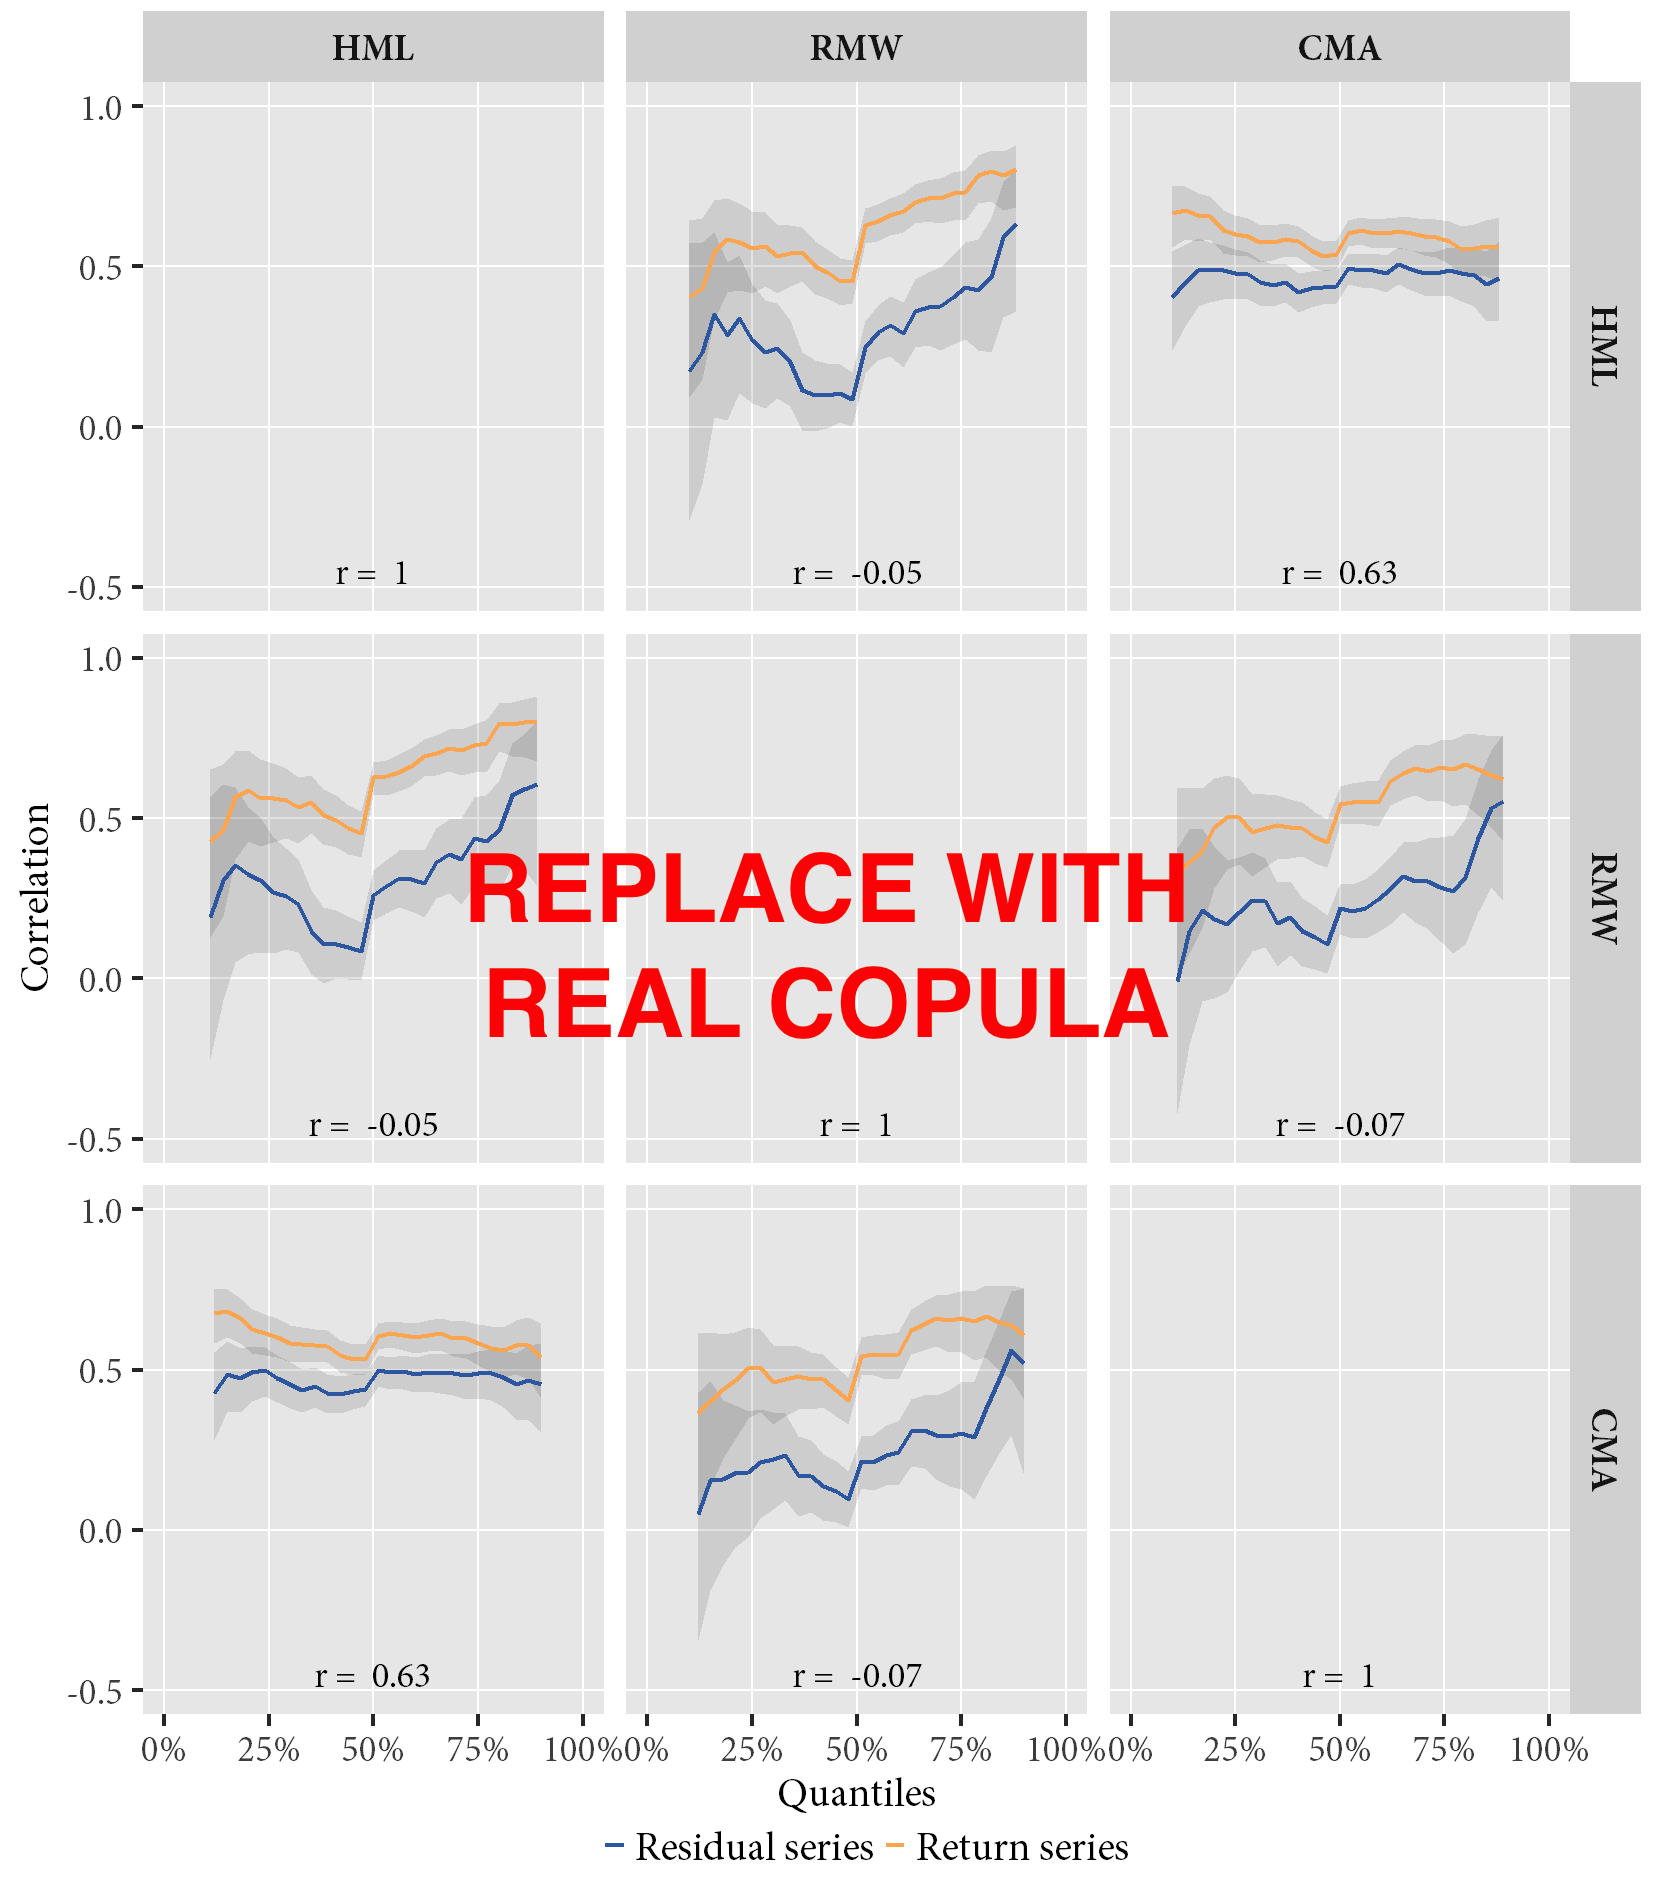 HML RMW CMA
1.0
0.5
0.0
-0.5
r = 1
r = -0.05
r = 0.63
HML
1.0
0.5
0.0
-0.5
r = -0.05
r = 1
r = -0.07
RMW
REPLACE WITH
REAL COPULA
Correlation
1.0
0.5
0.0
-0.5
r = 0.63
r = -0.07
r = 1
CMA
0% 25% 50% 75% 100% 0% 25% 50% 75% 100% 0% 25% 50% 75% 100%
Quantiles
Residual series Return series